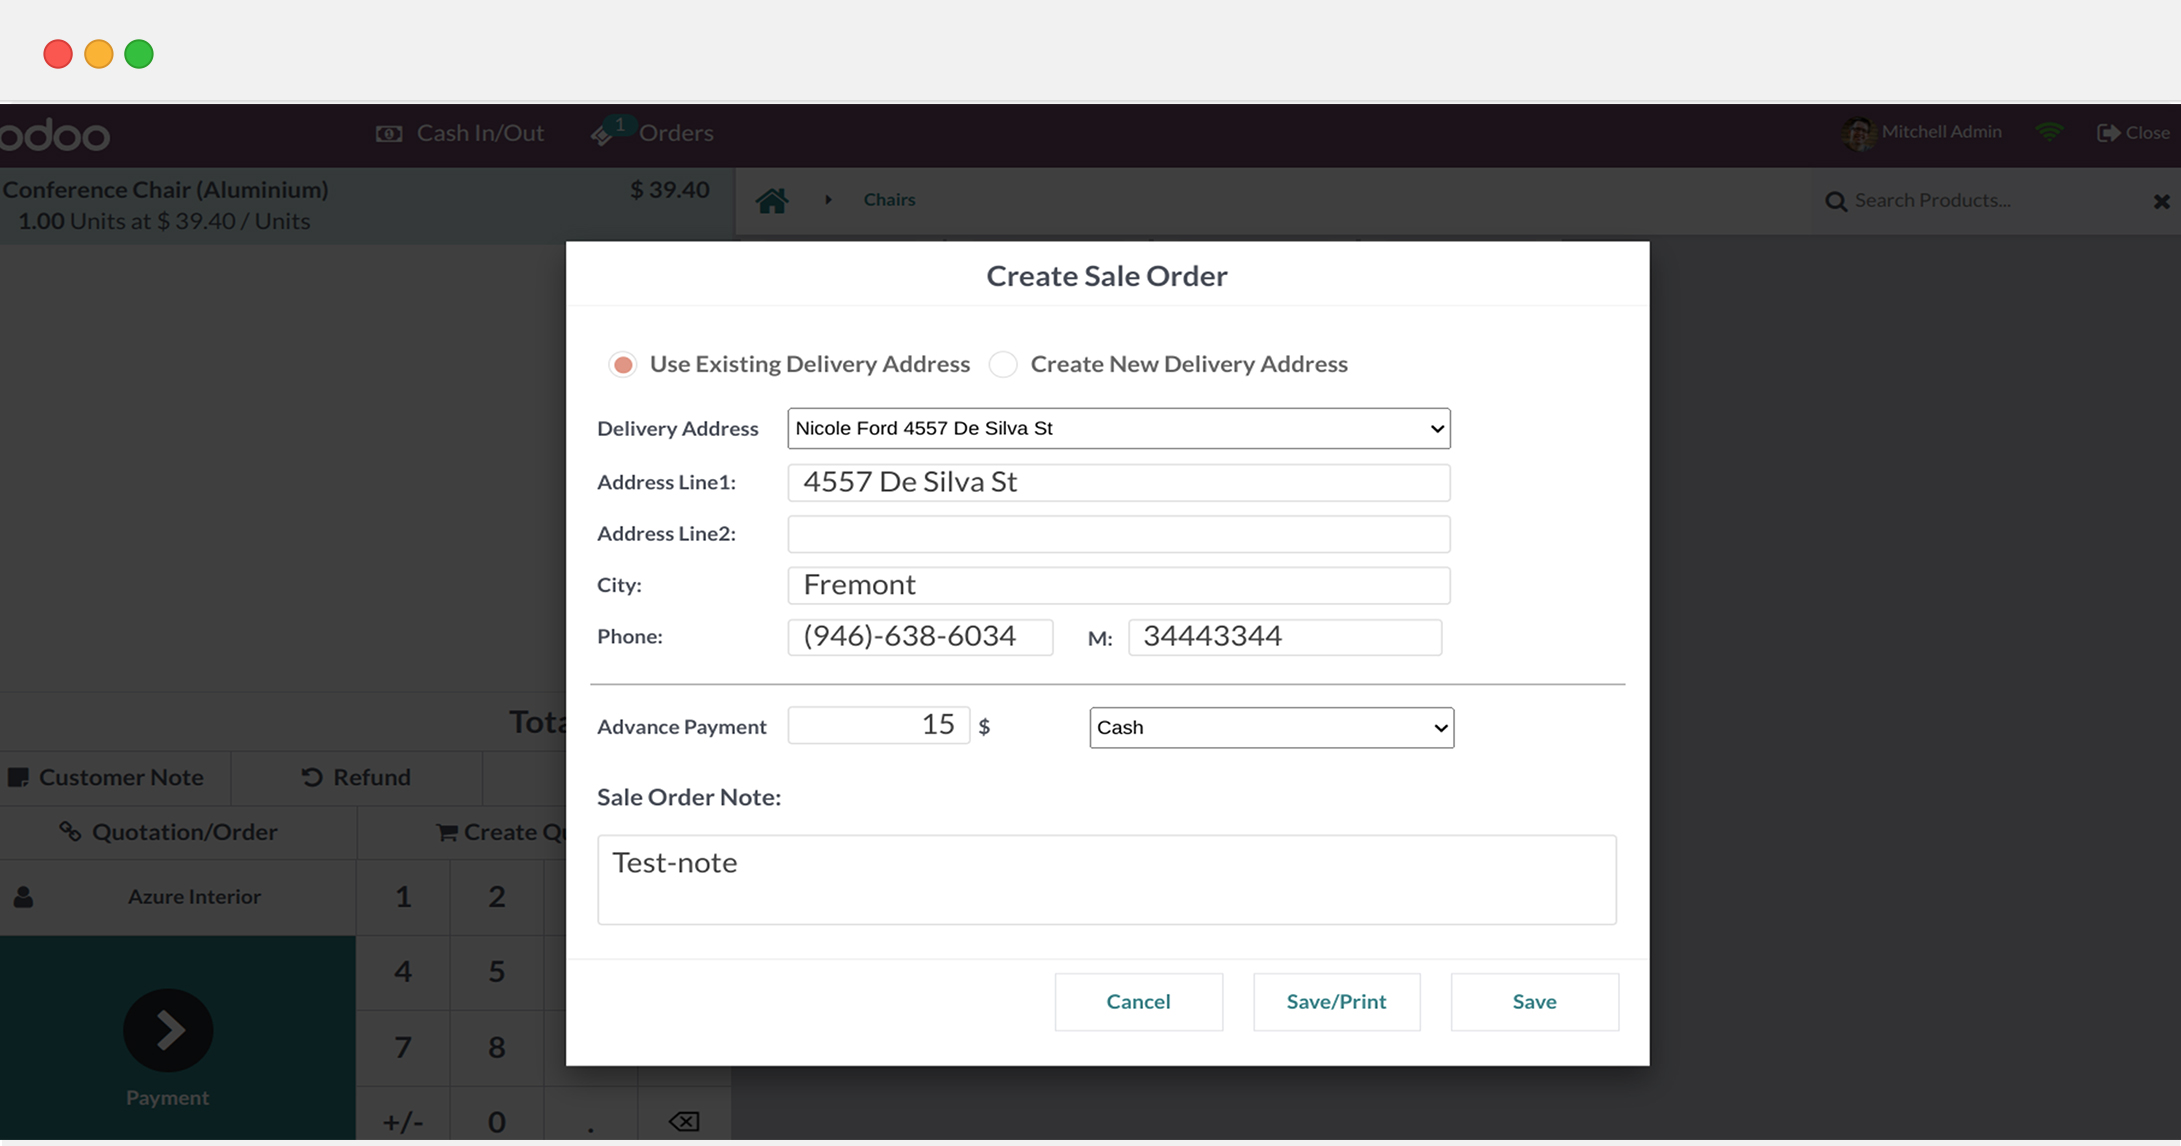 odoo
Cash In/Out
1
Orders
Mitchell Admin
Close
Conference Chair (Aluminium) $ 39.40
1.00 Units at $ 39.40 / Units
Chairs
Search Products...
Create Sale Order
Use Existing Delivery Address Create New Delivery Address
Delivery Address Nicole Ford 4557 De Silva St
Address Line1: 4557 De Silva St
Address Line2:
City: Fremont
Phone: (946)-638-6034 M: 34443344
Advance Payment 15 $ Cash
Sale Order Note:
Test-note
Cancel Save/Print Save
Customer Note Refund
Quotation/Order Create
Azure Interior
1 2
4 5
7 8
+/- 0 .
Payment